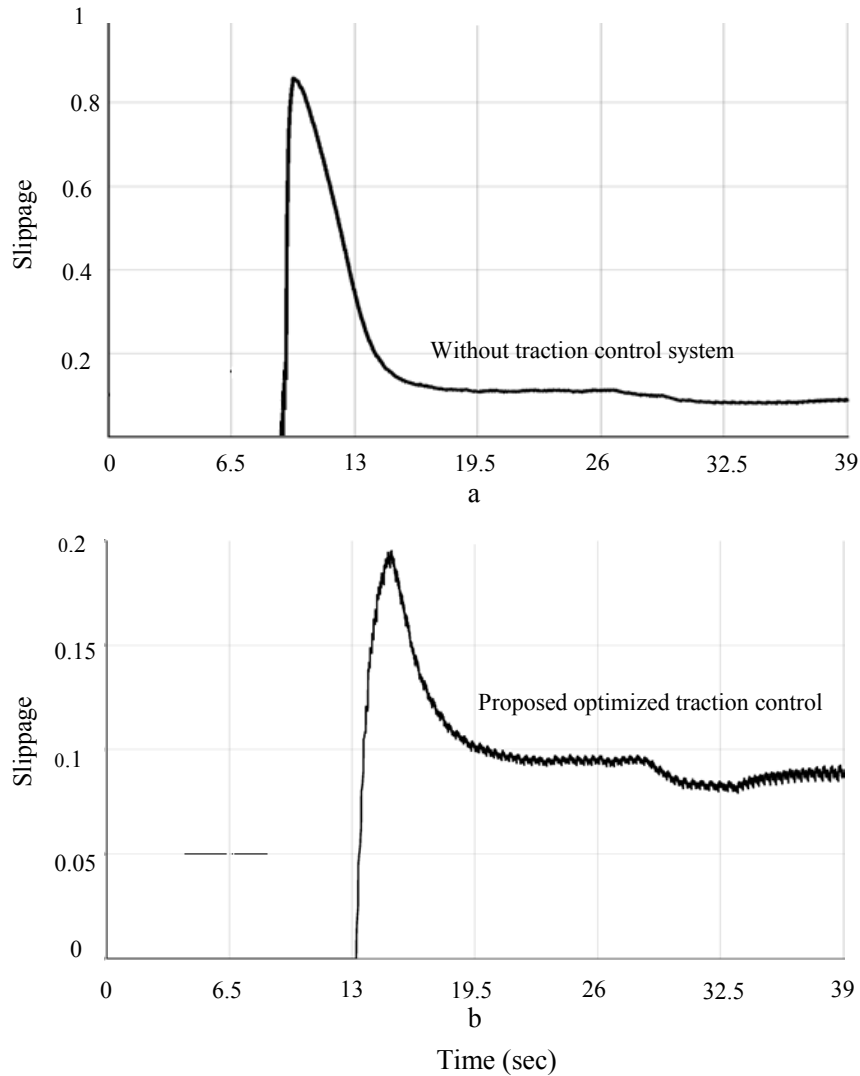 1
0.8
0.6
0.4
0.2
Slippage
Without traction control system
0 6.5 13 19.5 26 32.5 39
a
0.2
0.15
0.1
0.05
0
Slippage
Proposed optimized traction control
0 6.5 13 19.5 26 32.5 39
b
Time (sec)